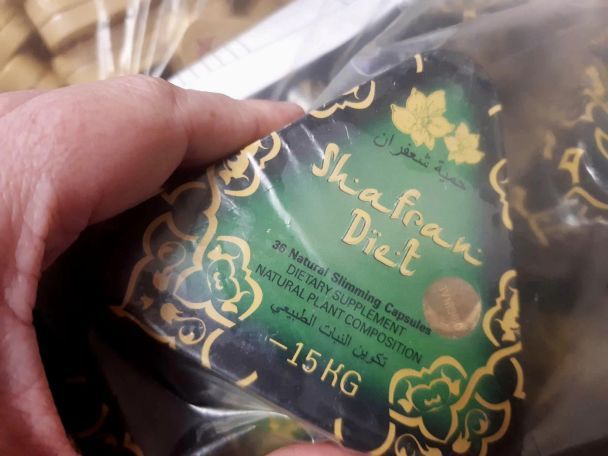 حمية شعفران
Shafran
Diet
36 Natural Slimming Capsules
DIETARY SUPPLEMENT
NATURAL PLANT COMPOSITION
تكوين النبات الطبيعي
-15 KG